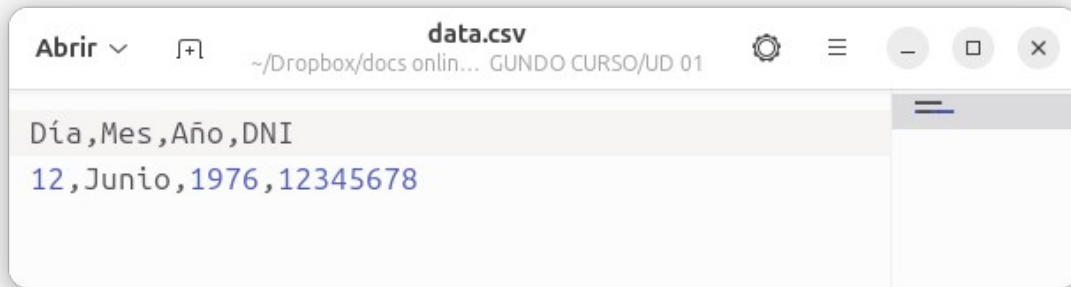 Abrir
data.csv
~/Dropbox/docs onlin... GUNDO CURSO/UD 01
Día,Mes,Año,DNI
12,Junio,1976,12345678